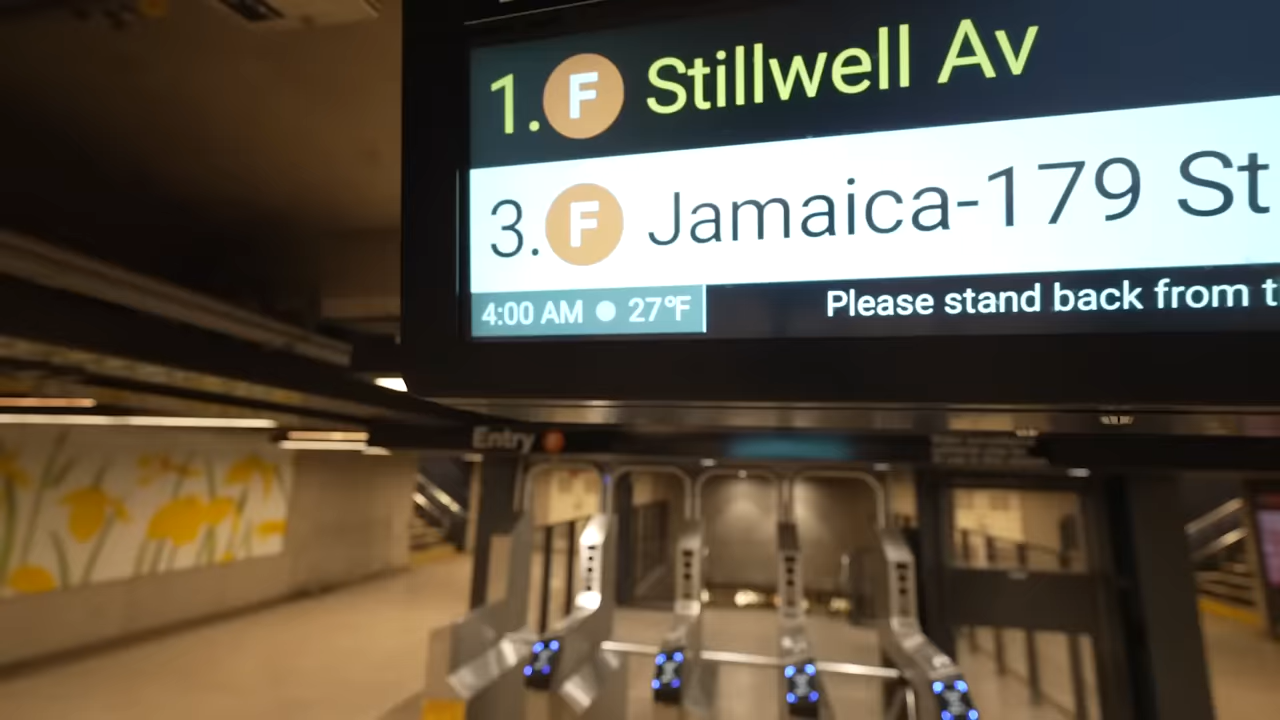 1. F Stillwell Av
3. F Jamaica-179 St
4:00 AM ● 27°F
Please stand back from t
Entry